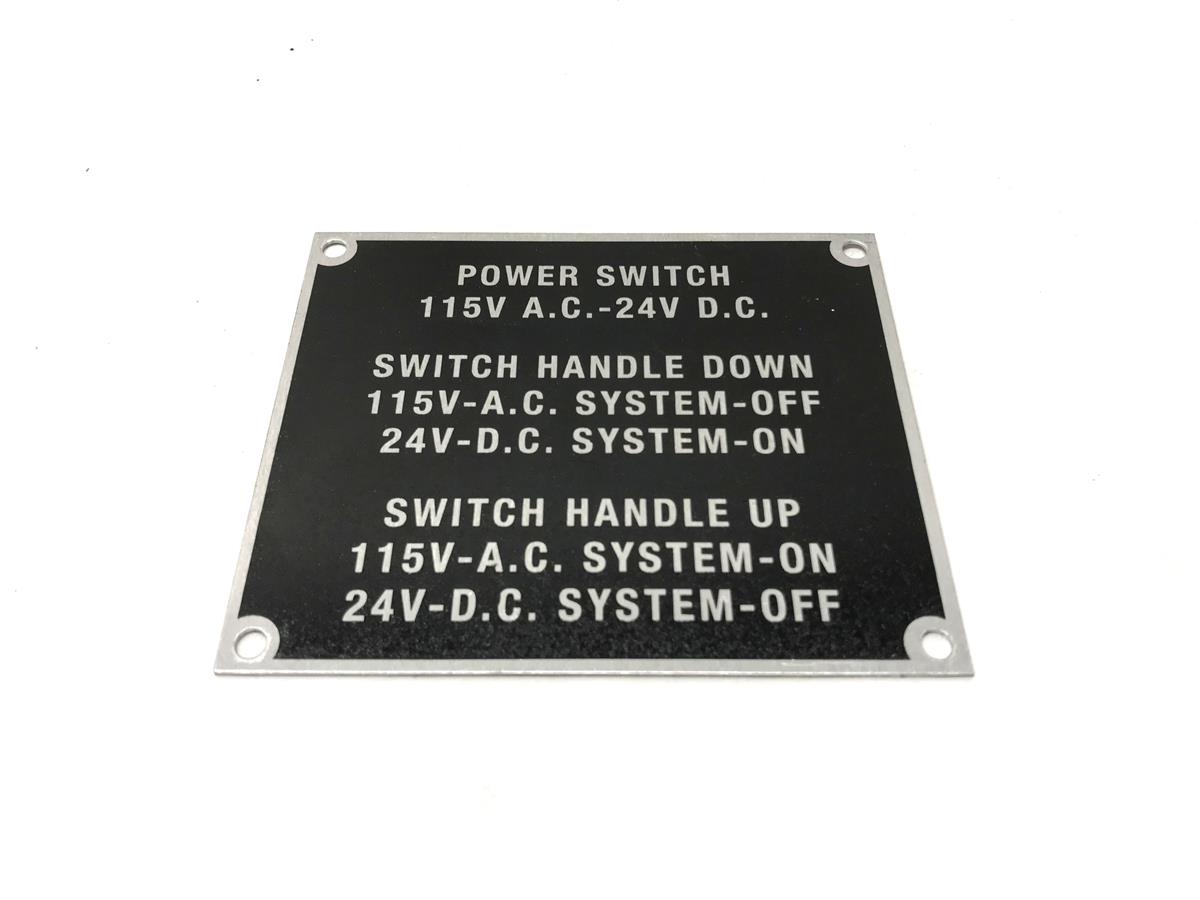 POWER SWITCH
115V A.C.-24V D.C.
SWITCH HANDLE DOWN
115V-A.C. SYSTEM-OFF
24V-D.C. SYSTEM-ON
SWITCH HANDLE UP
115V-A.C. SYSTEM-ON
24V-D.C. SYSTEM-OFF